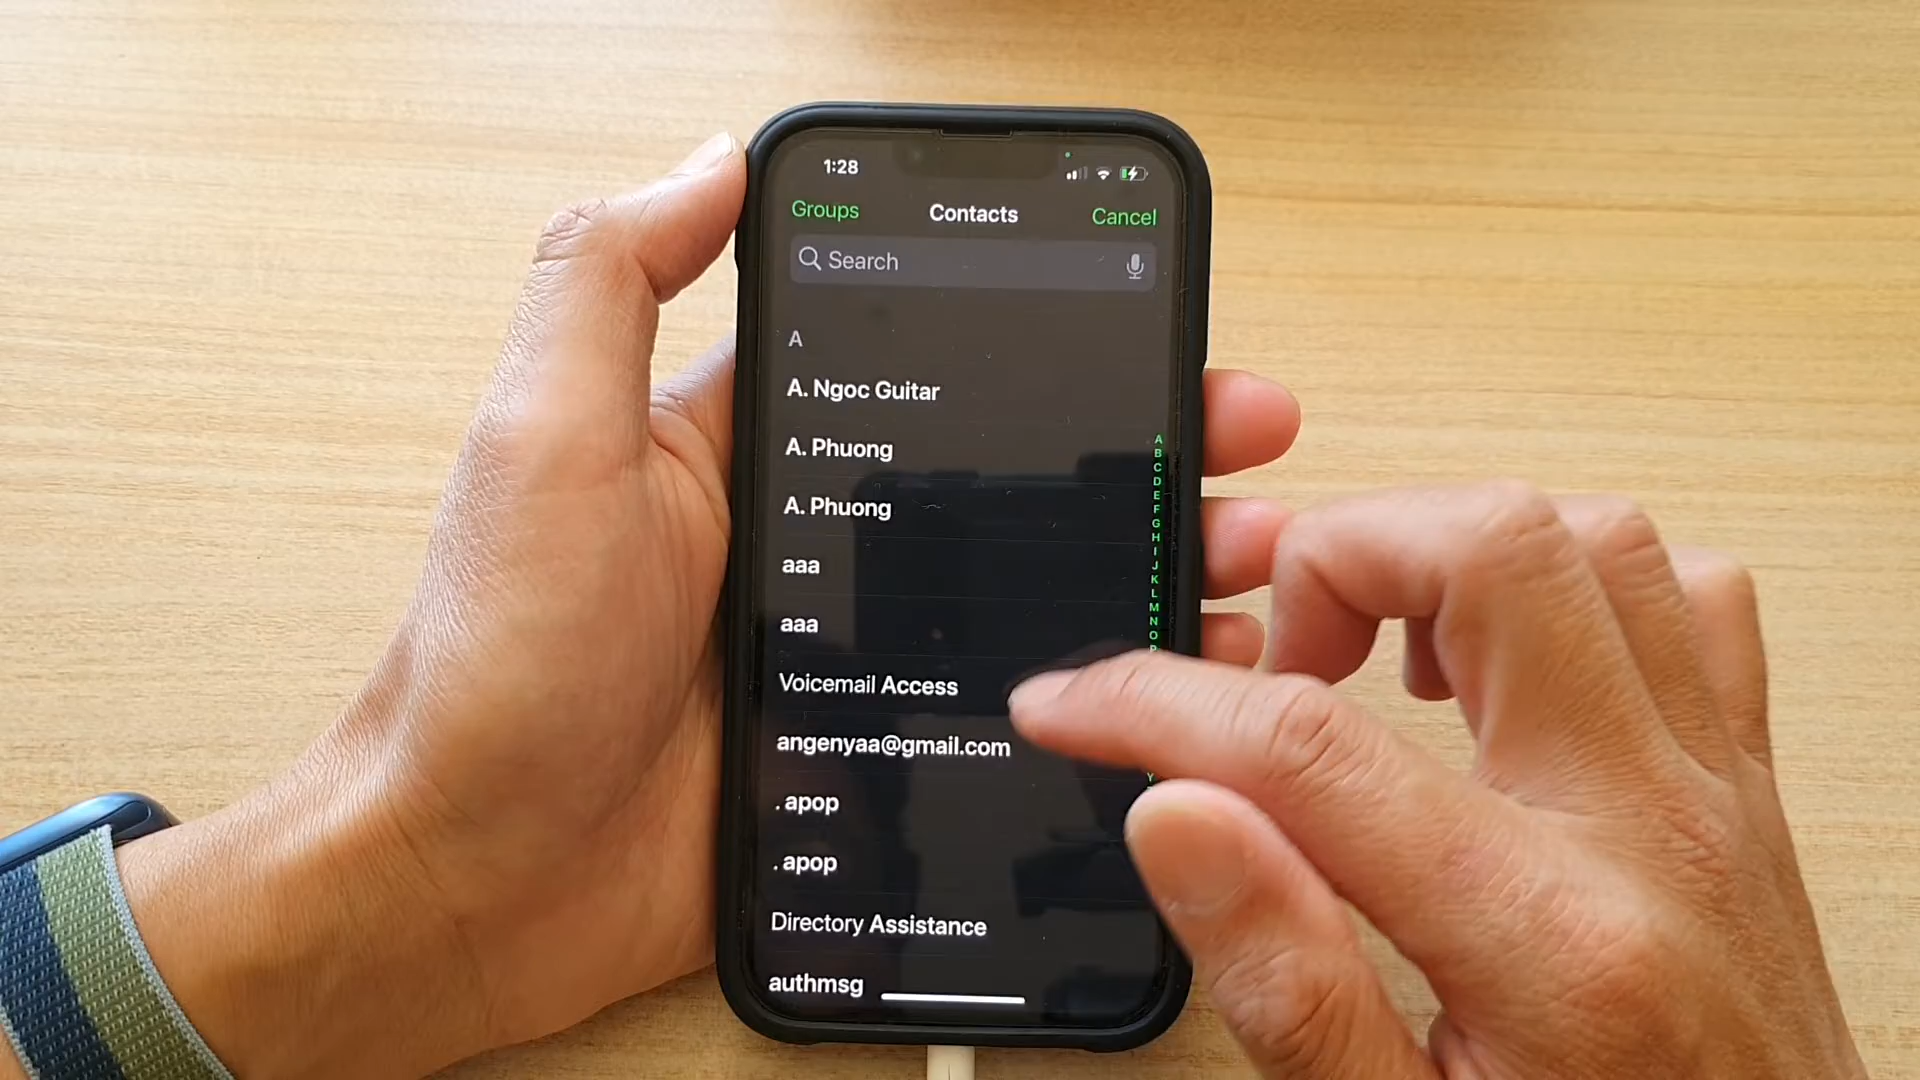 1:28
Groups Contacts Cancel
Search
A
A. Ngoc Guitar
A. Phuong
A. Phuong
aaa
aaa
Voicemail Access
angenyaa@gmail.com
. apop
. apop
Directory Assistance
authmsg
A
B
C
D
E
F
G
H
I
J
K
L
M
N
O
P
Y